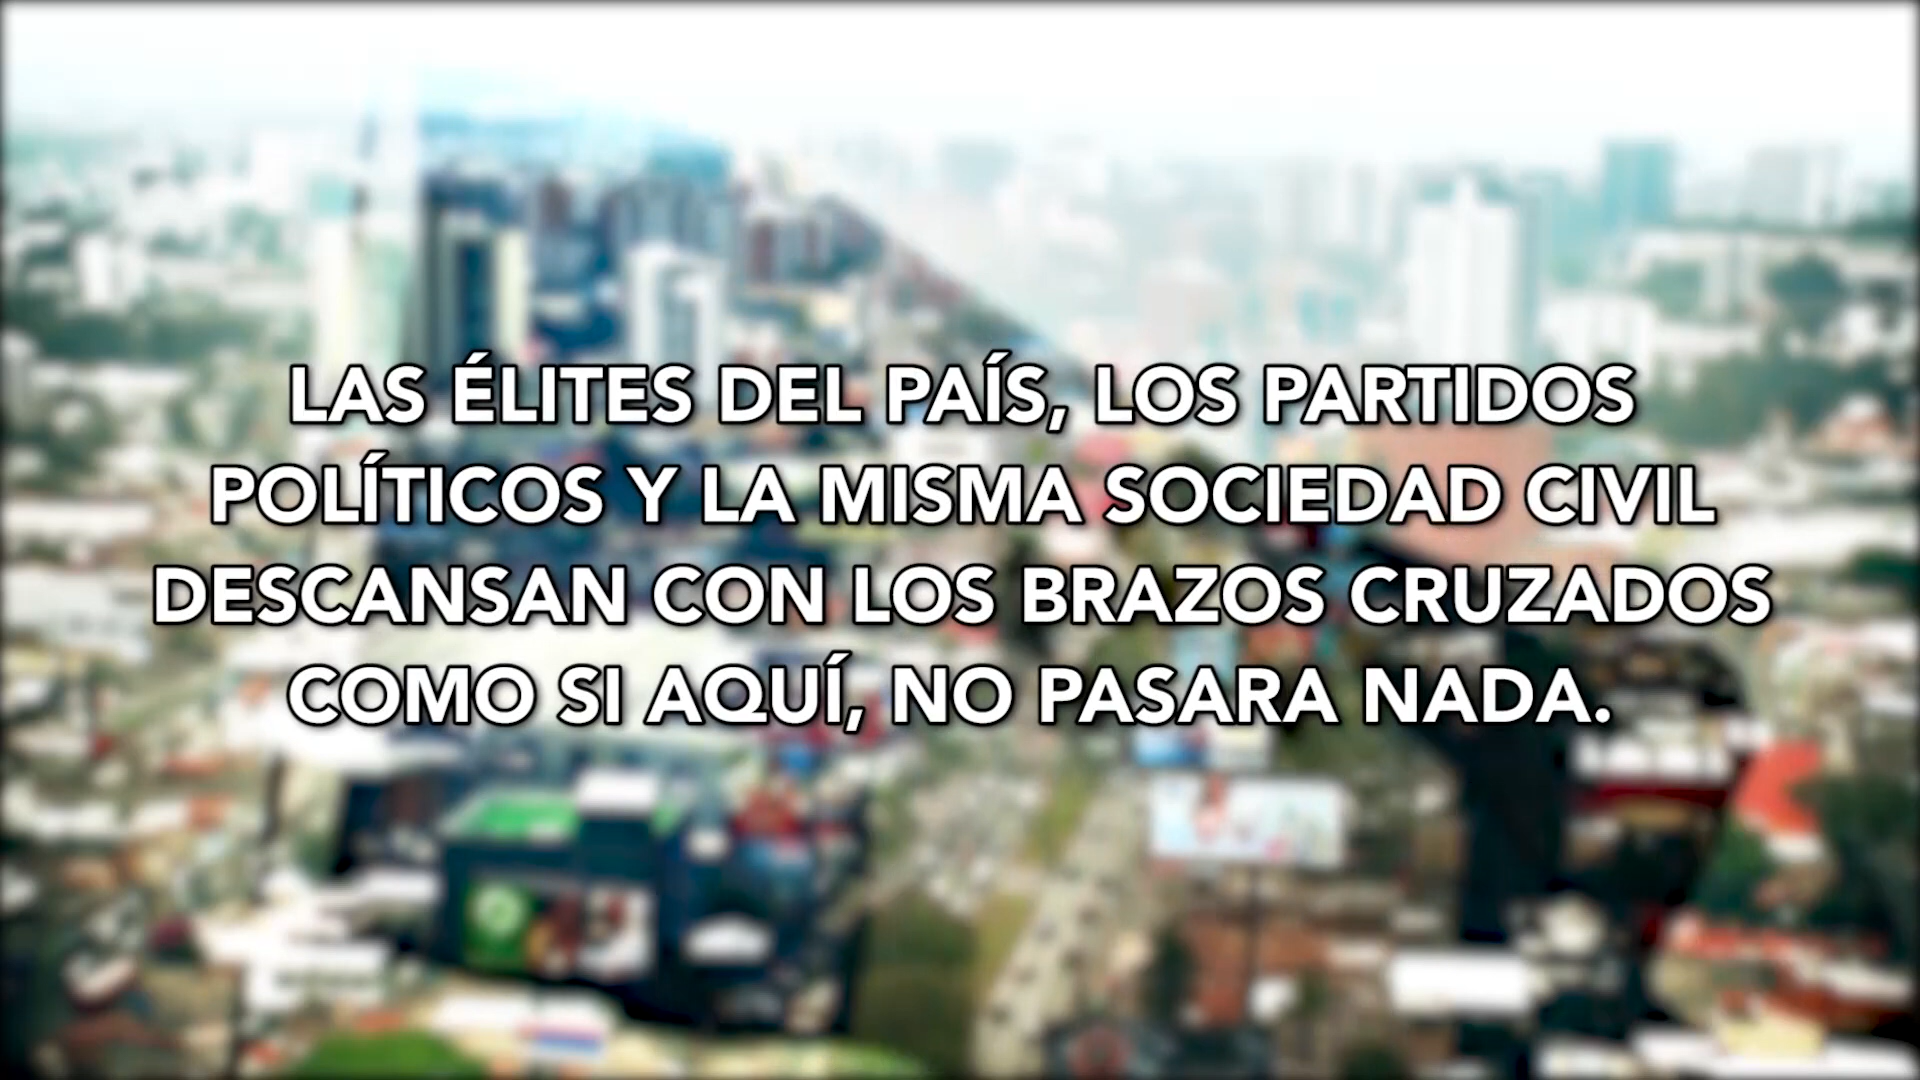 LAS ÉLITES DEL PAÍS, LOS PARTIDOS
POLÍTICOS Y LA MISMA SOCIEDAD CIVIL
DESCANSAN CON LOS BRAZOS CRUZADOS
COMO SI AQUÍ, NO PASARA NADA.